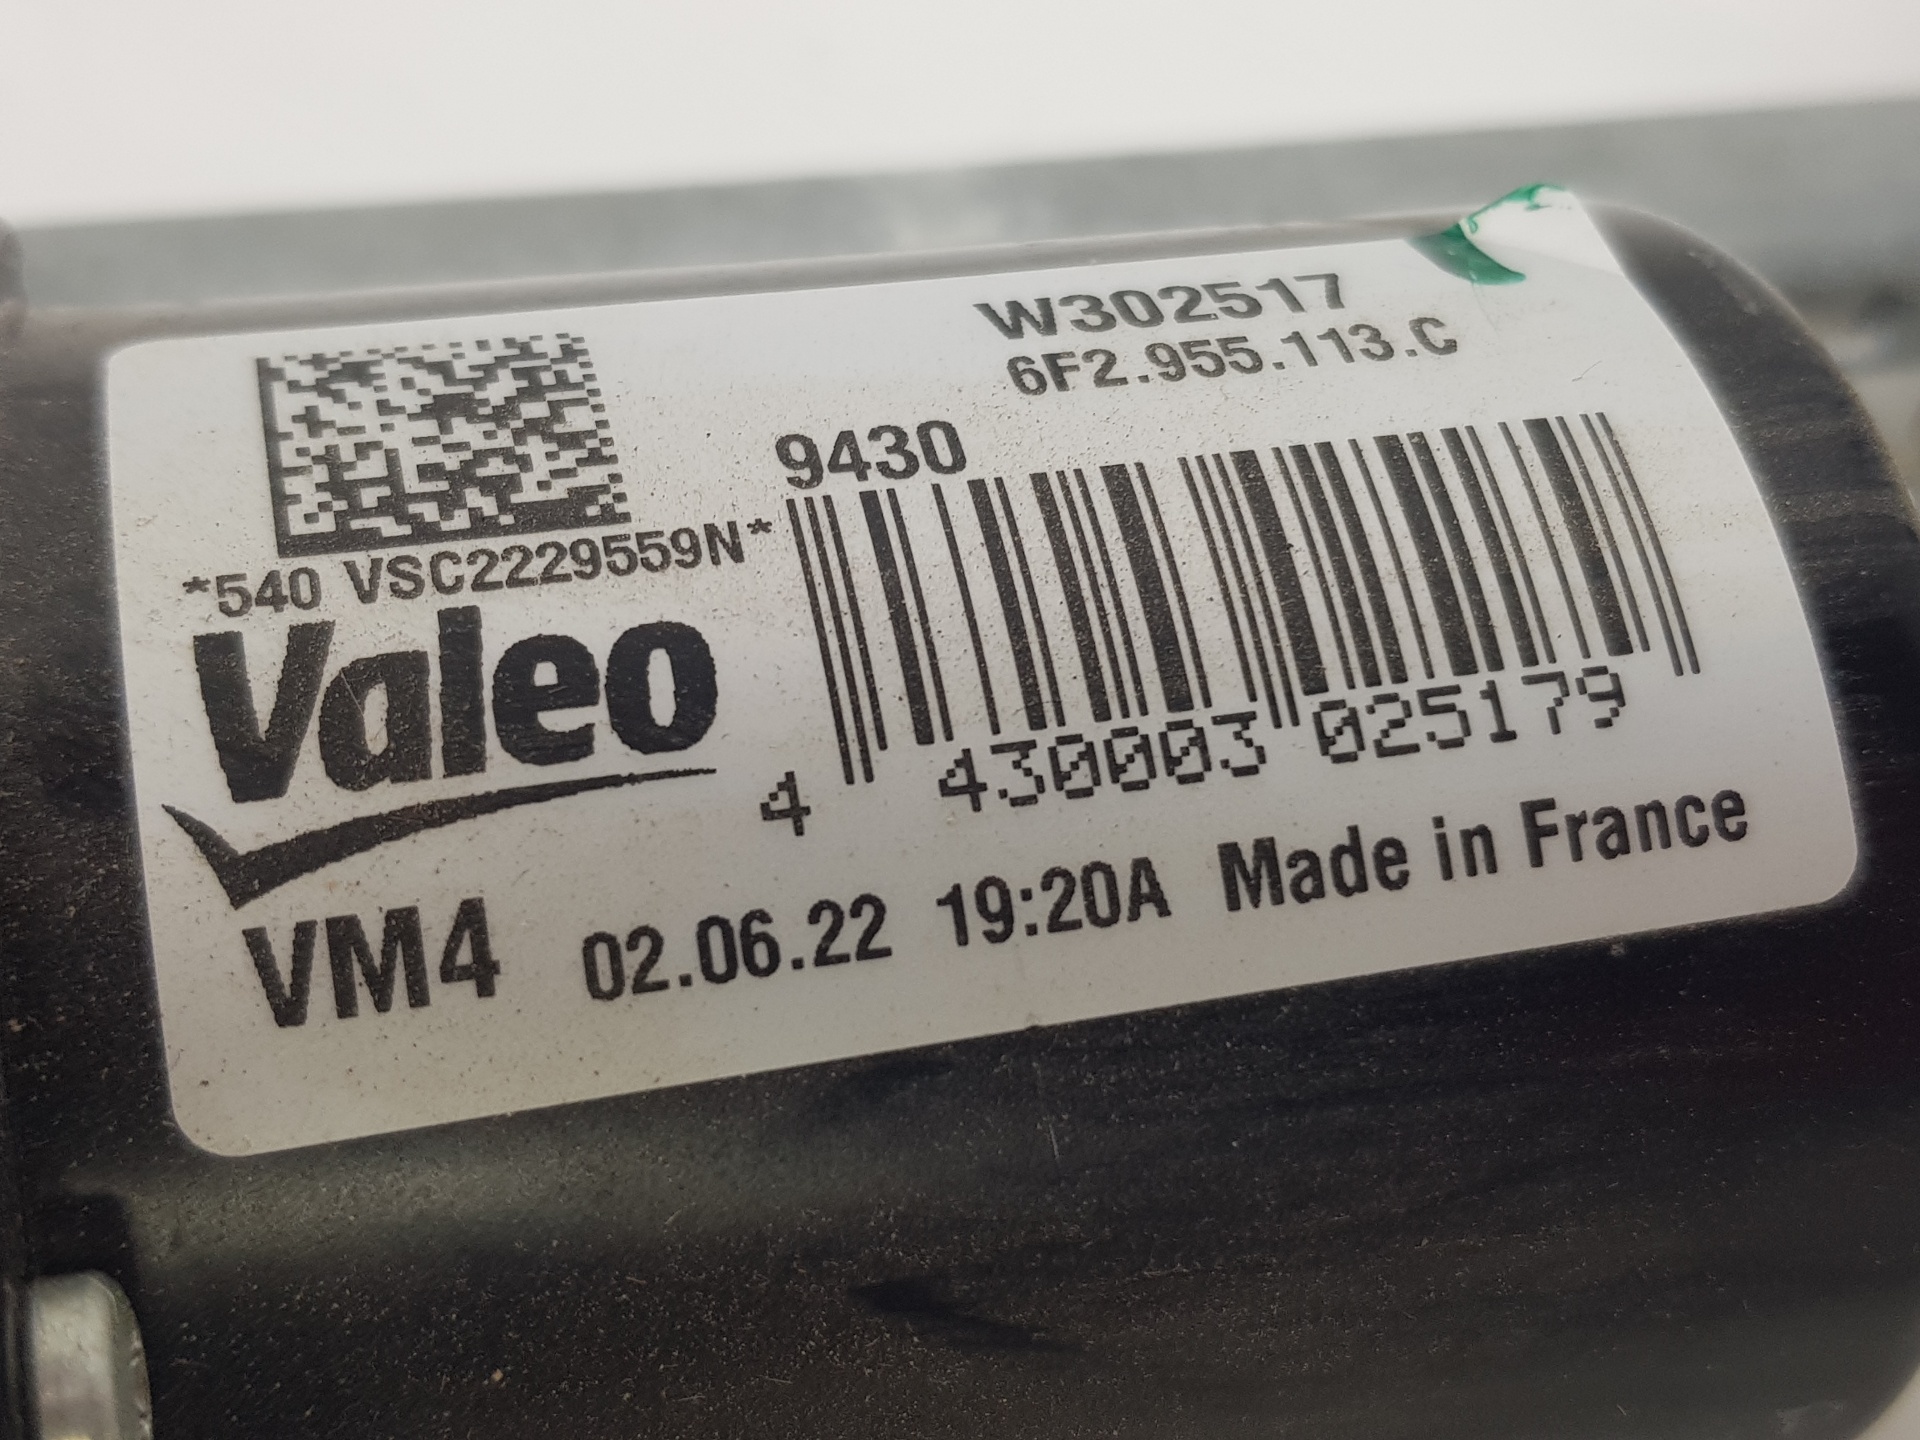 W302517
6F2.955.113.C
9430
*540 VSC2229559N*
Valeo
4 430003 025179
VM4 02.06.22 19:20A Made in France